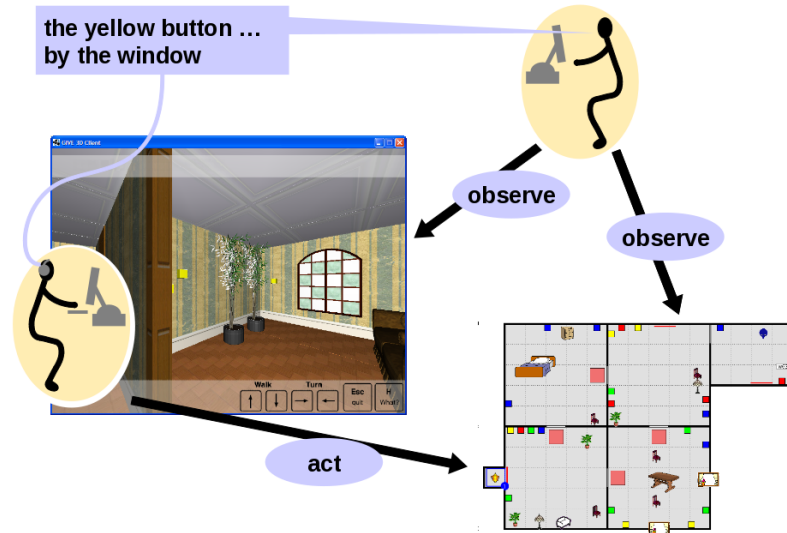 the yellow button …
by the window
GIVE 3D Client
observe
observe
Walk
Turn
Esc
quit
H
What?
act